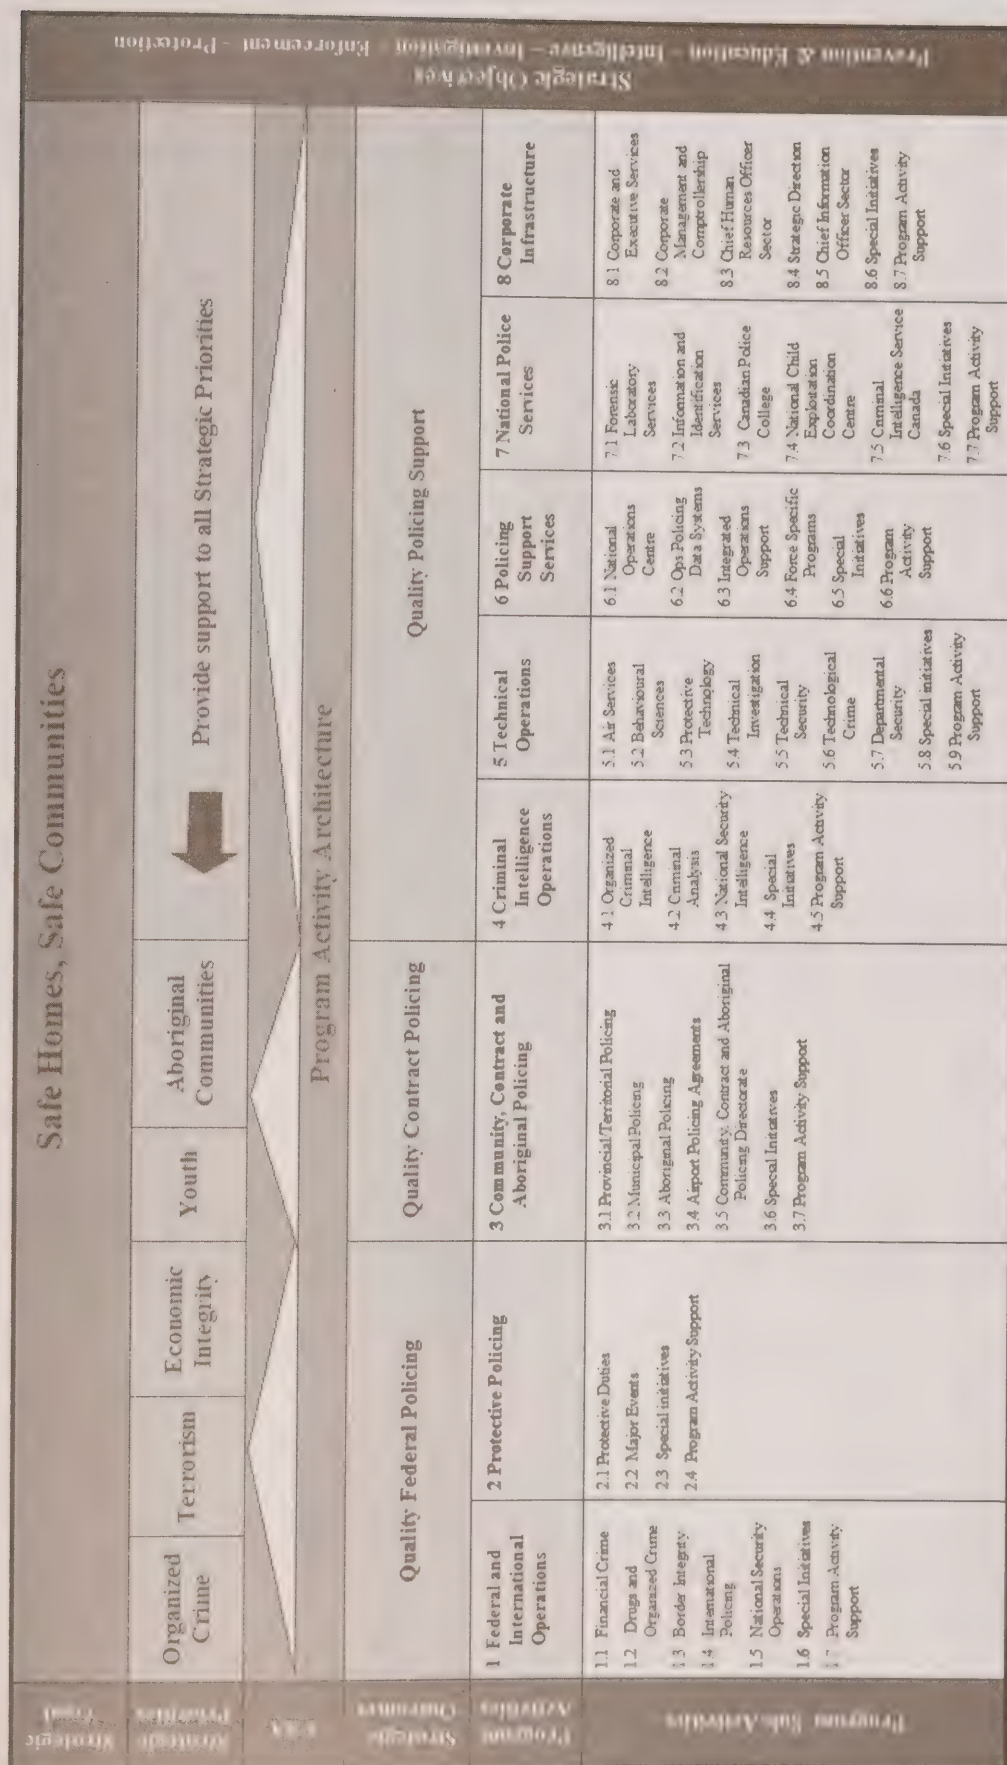 Strategic Goal
Safe Homes, Safe Communities
Strategic Priorities
Organized
Crime
Terrorism
Economic
Integrity
Youth
Aboriginal
Communities
Provide support to all Strategic Priorities
Program Activity Architecture
Strategic
Outcomes
Quality Federal Policing
Quality Contract Policing
Quality Policing Support
Program
Activities
1 Federal and
International
Operations
2 Protective Policing
3 Community, Contract and
Aboriginal Policing
4 Criminal
Intelligence
Operations
5 Technical
Operations
6 Policing
Support
Services
7 National Police
Services
8 Corporate
Infrastructure
Program Sub Activities
1.1 Financial Crime
1.2 Drugs and
Organized Crime
1.3 Border Integrity
1.4 International
Policing
1.5 National Security
Operations
1.6 Special Initiatives
1.7 Program Activity
Support
2.1 Protective Duties
2.2 Major Events
2.3 Special initiatives
2.4 Program Activity Support
3.1 Provincial/Territorial Policing
3.2 Municipal Policing
3.3 Aboriginal Policing
3.4 Airport Policing Agreements
3.5 Community, Contract and Aboriginal
Policing Directorate
3.6 Special Initiatives
3.7 Program Activity Support
4.1 Organized
Criminal
Intelligence
4.2 Criminal
Analysis
4.3 National Security
Intelligence
4.4 Special
Initiatives
4.5 Program Activity
Support
5.1 Air Services
5.2 Behavioural
Sciences
5.3 Protective
Technology
5.4 Technical
Investigation
5.5 Technical
Security
5.6 Technological
Crime
5.7 Departmental
Security
5.8 Special initiatives
5.9 Program Activity
Support
6.1 National
Operations
Centre
6.2 Ops Policing
Data Systems
6.3 Integrated
Operations
Support
6.4 Force Specific
Programs
6.5 Special
Initiatives
6.6 Program
Activity
Support
7.1 Forensic
Laboratory
Services
7.2 Information and
Identification
Services
7.3 Canadian Police
College
7.4 National Child
Exploitation
Coordination
Centre
7.5 Criminal
Intelligence Service
Canada
7.6 Special Initiatives
7.7 Program Activity
Support
8.1 Corporate and
Executive Services
8.2 Corporate
Management and
Comptrollership
8.3 Chief Human
Resources Officer
Sector
8.4 Strategic Direction
8.5 Chief Information
Officer Sector
8.6 Special Initiatives
8.7 Program Activity
Support
Strategic Objectives
Prevention & Education – Intelligence – Investigation – Enforcement - Protection